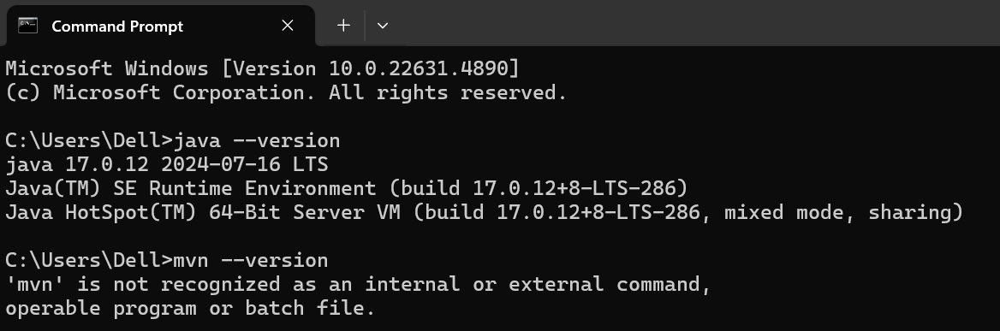 Command Prompt
Microsoft Windows [Version 10.0.22631.4890]
(c) Microsoft Corporation. All rights reserved.
C:\Users\Dell>java --version
java 17.0.12 2024-07-16 LTS
Java(TM) SE Runtime Environment (build 17.0.12+8-LTS-286)
Java HotSpot(TM) 64-Bit Server VM (build 17.0.12+8-LTS-286, mixed mode, sharing)
C:\Users\Dell>mvn --version
'mvn' is not recognized as an internal or external command,
operable program or batch file.